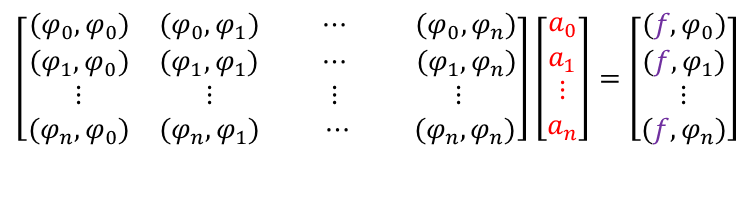 [(φ₀, φ₀) (φ₀, φ₁) ⋯ (φ₀, φₙ)] [a₀] [(f, φ₀)]
[(φ₁, φ₀) (φ₁, φ₁) ⋯ (φ₁, φₙ)] [a₁] = [(f, φ₁)]
[⋮ ⋮ ⋮ ⋮] [⋮] [⋮]
[(φₙ, φ₀) (φₙ, φ₁) ⋯ (φₙ, φₙ)] [aₙ] [(f, φₙ)]